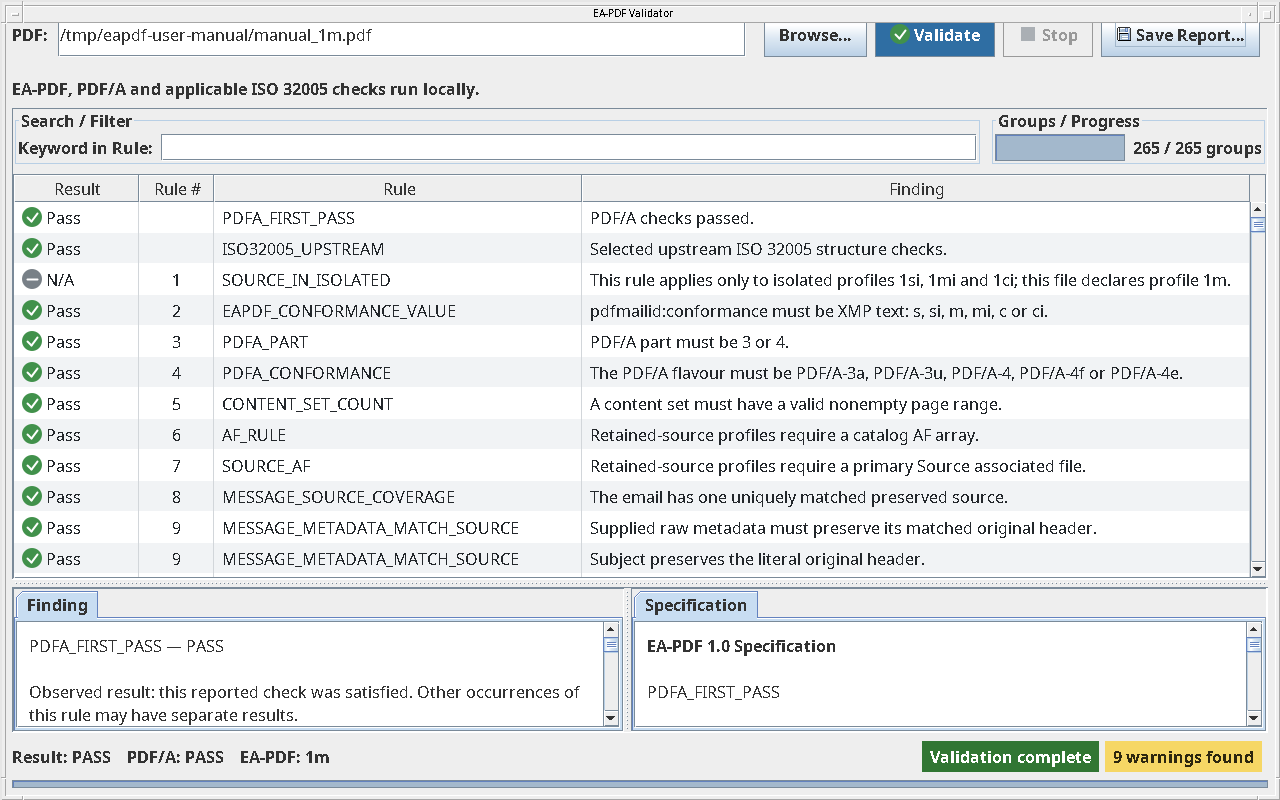 EA-PDF Validator
PDF: /tmp/eapdf-user-manual/manual_1m.pdf Browse... Validate Stop Save Report...
EA-PDF, PDF/A and applicable ISO 32005 checks run locally.
Search / Filter Groups / Progress
Keyword in Rule: 265 / 265 groups
Result Rule # Rule Finding
Pass PDFA_FIRST_PASS PDF/A checks passed.
Pass ISO32005_UPSTREAM Selected upstream ISO 32005 structure checks.
N/A 1 SOURCE_IN_ISOLATED This rule applies only to isolated profiles 1si, 1mi and 1ci; this file declares profile 1m.
Pass 2 EAPDF_CONFORMANCE_VALUE pdfmailid:conformance must be XMP text: s, si, m, mi, c or ci.
Pass 3 PDFA_PART PDF/A part must be 3 or 4.
Pass 4 PDFA_CONFORMANCE The PDF/A flavour must be PDF/A-3a, PDF/A-3u, PDF/A-4, PDF/A-4f or PDF/A-4e.
Pass 5 CONTENT_SET_COUNT A content set must have a valid nonempty page range.
Pass 6 AF_RULE Retained-source profiles require a catalog AF array.
Pass 7 SOURCE_AF Retained-source profiles require a primary Source associated file.
Pass 8 MESSAGE_SOURCE_COVERAGE The email has one uniquely matched preserved source.
Pass 9 MESSAGE_METADATA_MATCH_SOURCE Supplied raw metadata must preserve its matched original header.
Pass 9 MESSAGE_METADATA_MATCH_SOURCE Subject preserves the literal original header.
Finding
PDFA_FIRST_PASS — PASS
Observed result: this reported check was satisfied. Other occurrences of
this rule may have separate results.
Specification
EA-PDF 1.0 Specification
PDFA_FIRST_PASS
Result: PASS PDF/A: PASS EA-PDF: 1m Validation complete 9 warnings found